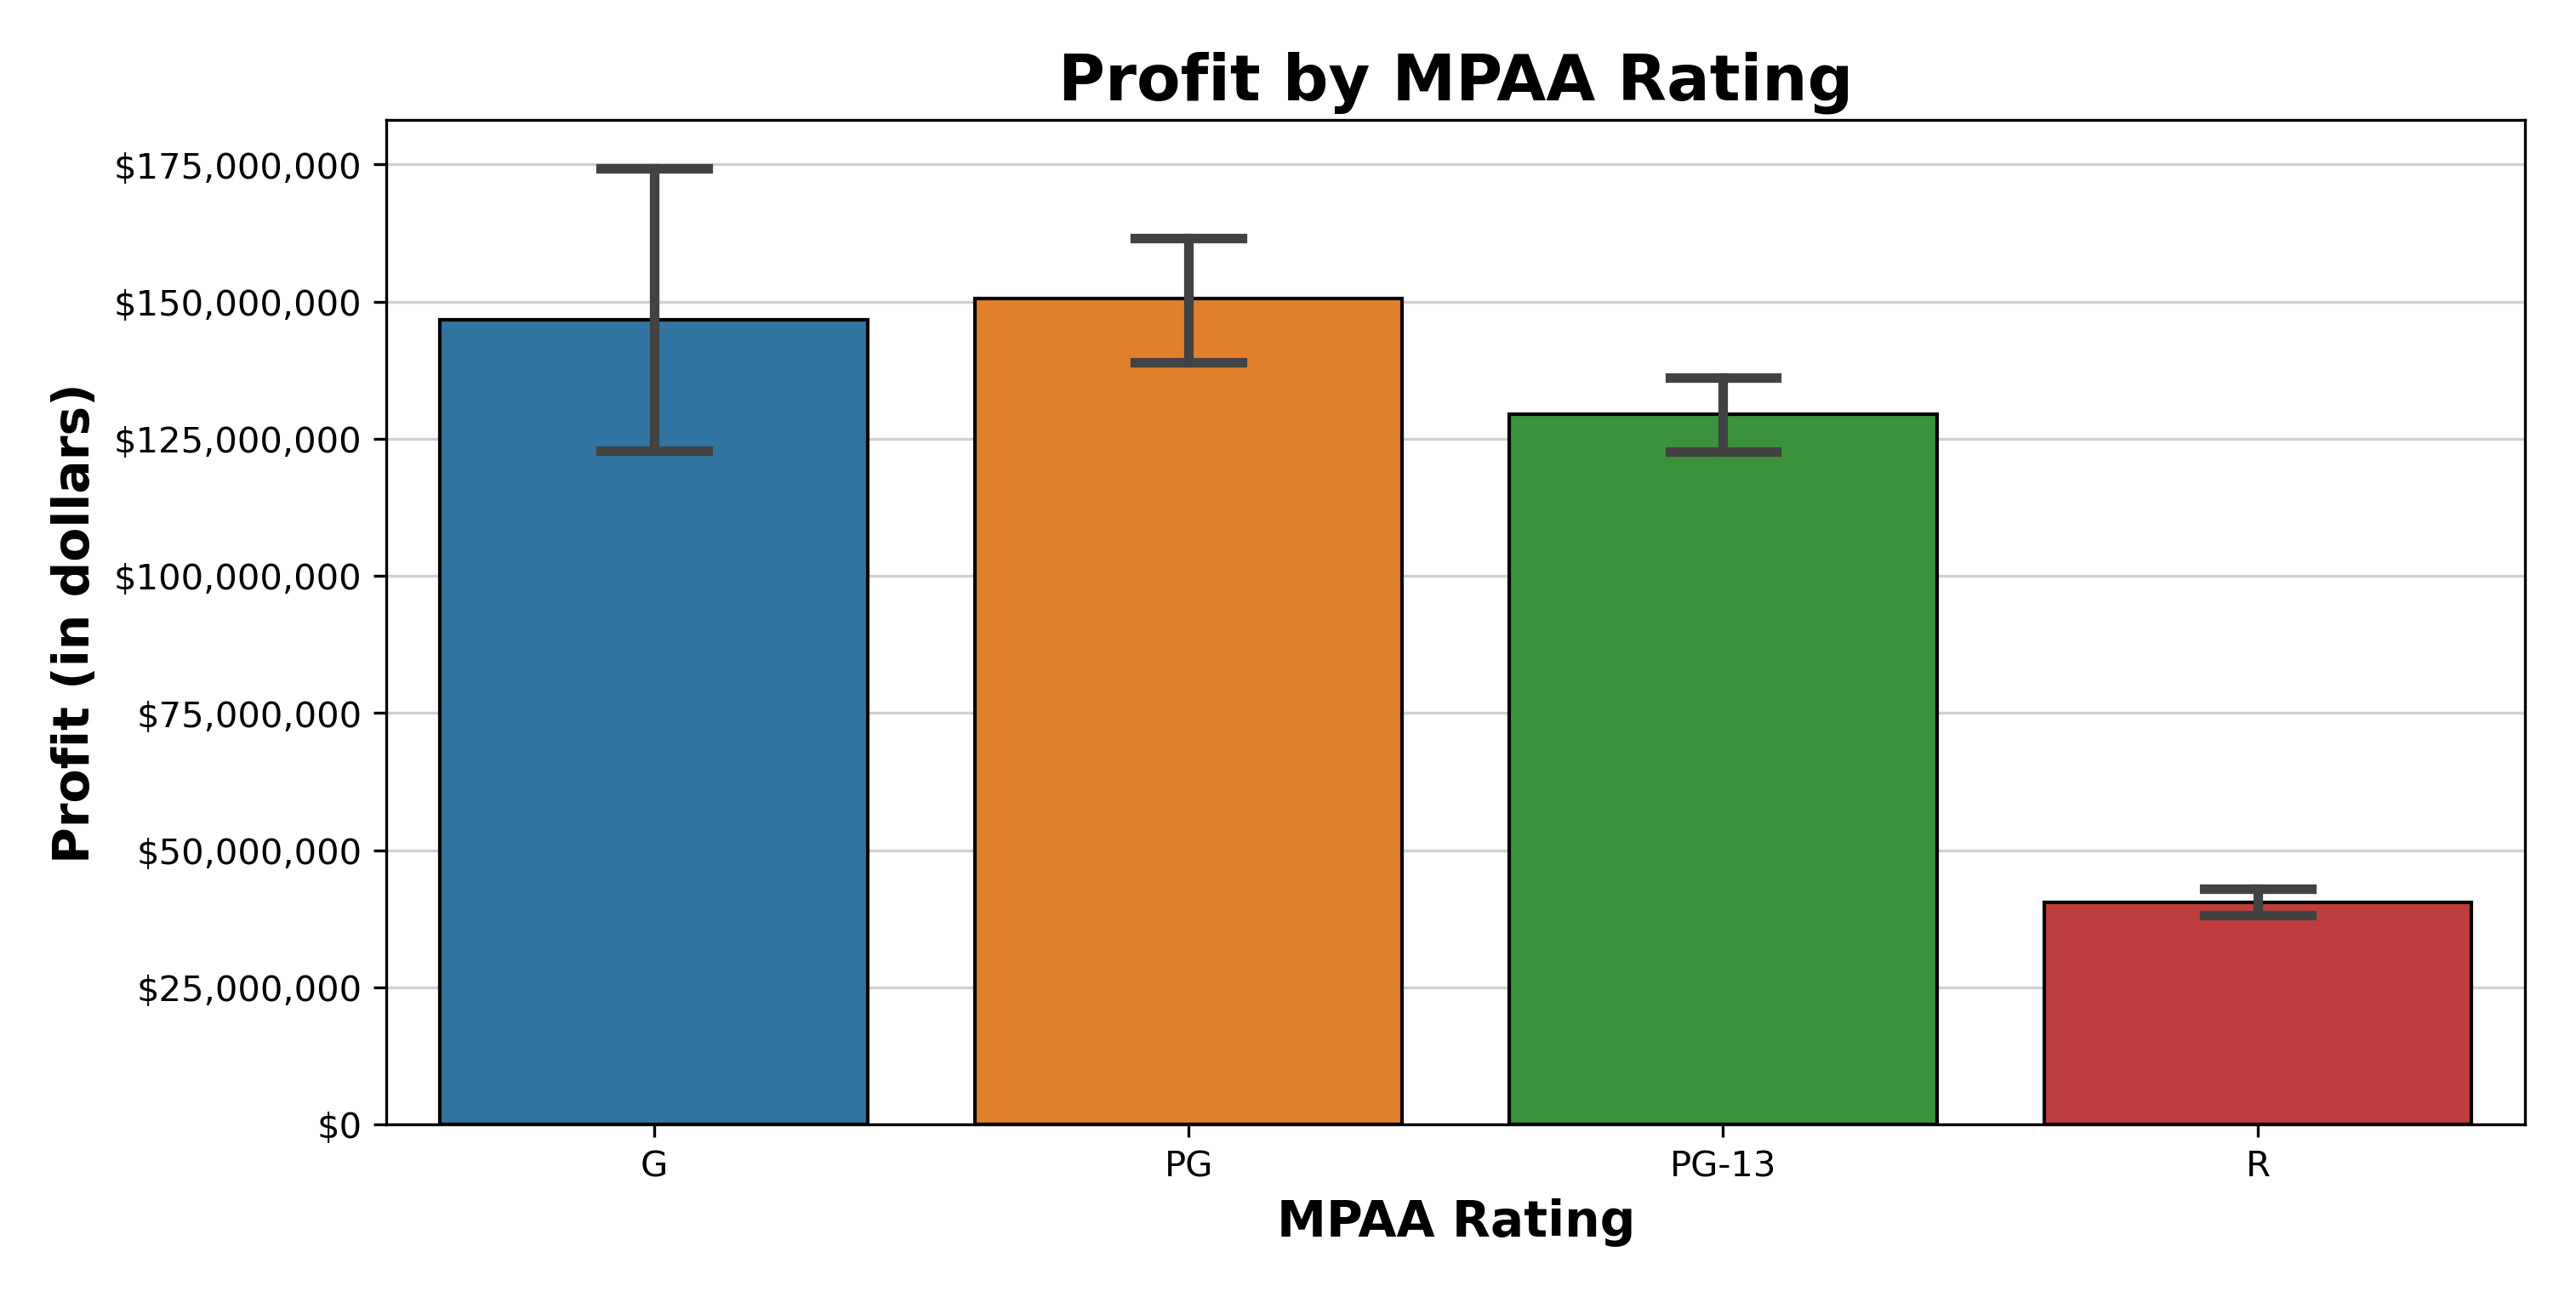 Profit by MPAA Rating
Profit (in dollars)
$175,000,000
$150,000,000
$125,000,000
$100,000,000
$75,000,000
$50,000,000
$25,000,000
$0
G PG PG-13 R
MPAA Rating